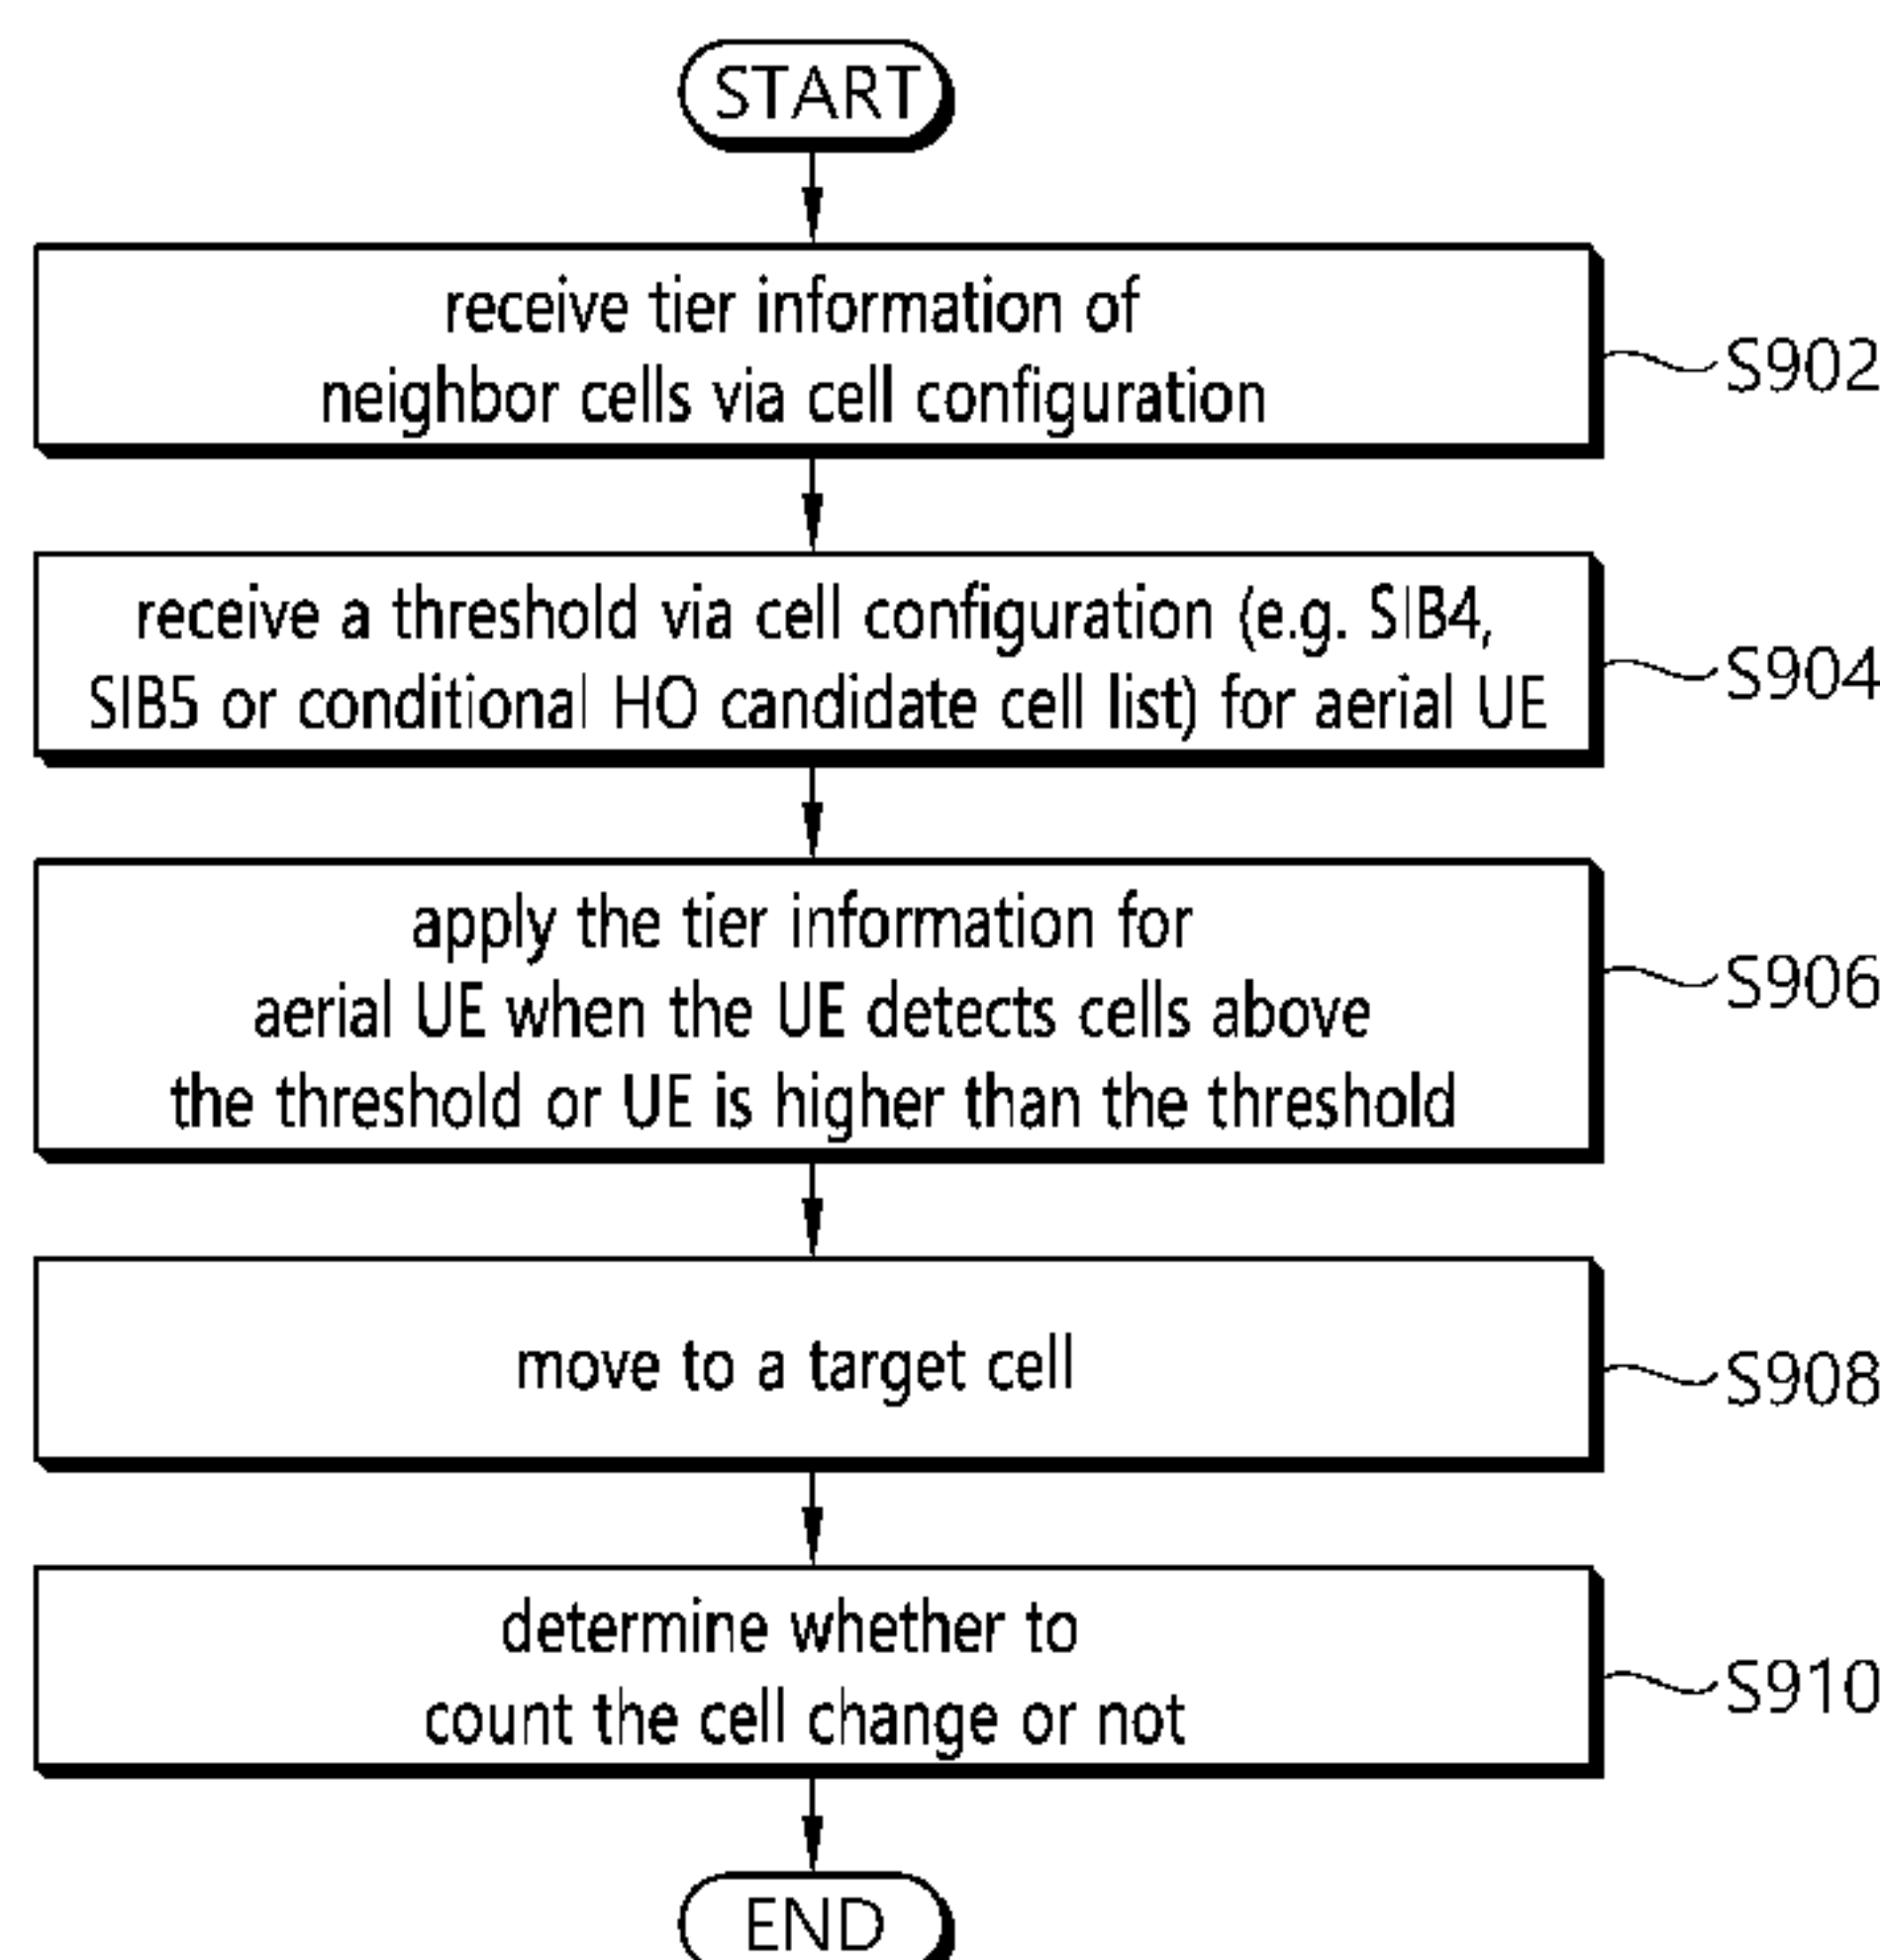 START
receive tier information of
neighbor cells via cell configuration
S902
receive a threshold via cell configuration (e.g. SIB4,
SIB5 or conditional HO candidate cell list) for aerial UE
S904
apply the tier information for
aerial UE when the UE detects cells above
the threshold or UE is higher than the threshold
S906
move to a target cell
S908
determine whether to
count the cell change or not
S910
END